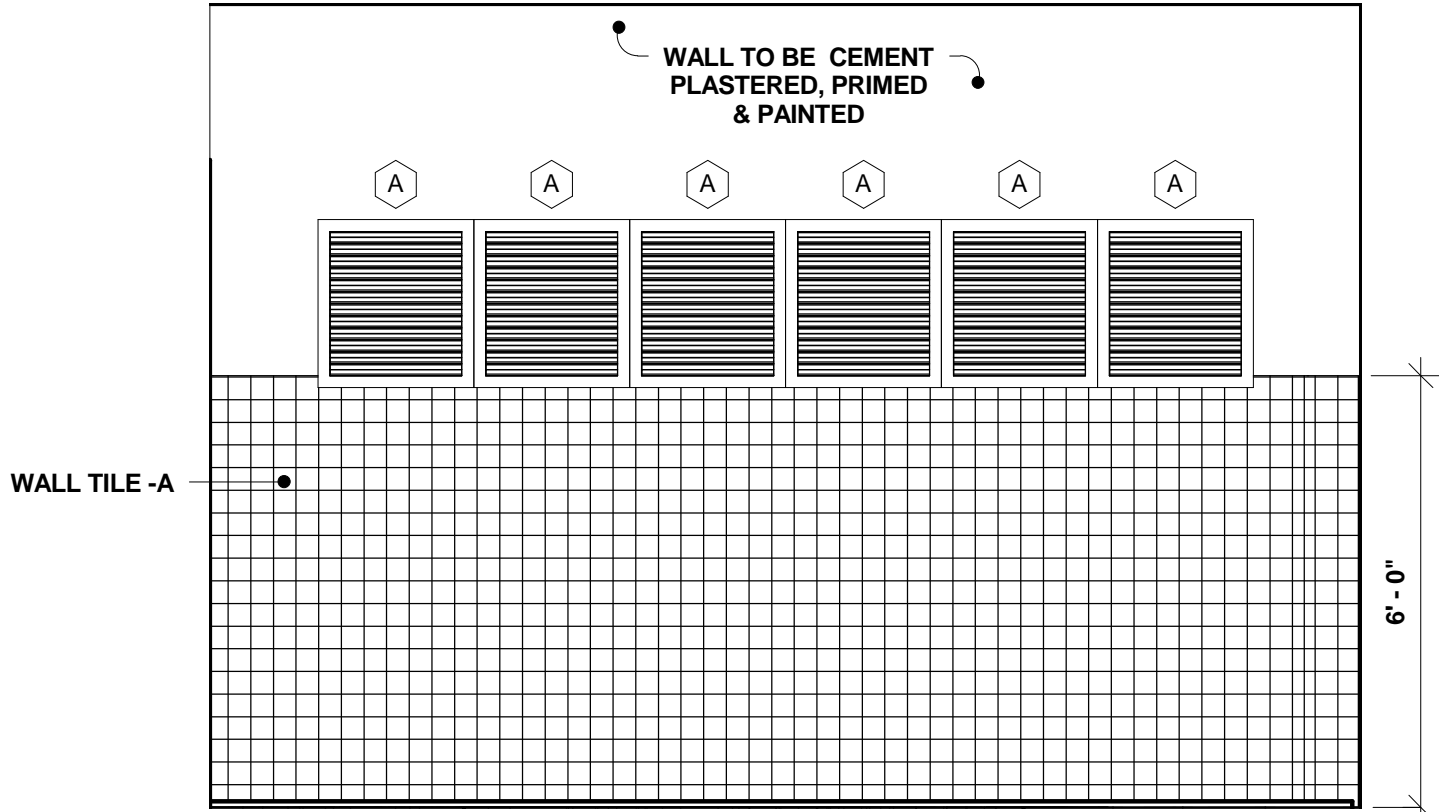 WALL TO BE CEMENT
PLASTERED, PRIMED
& PAINTED
A
A
A
A
A
A
WALL TILE -A
6' - 0"